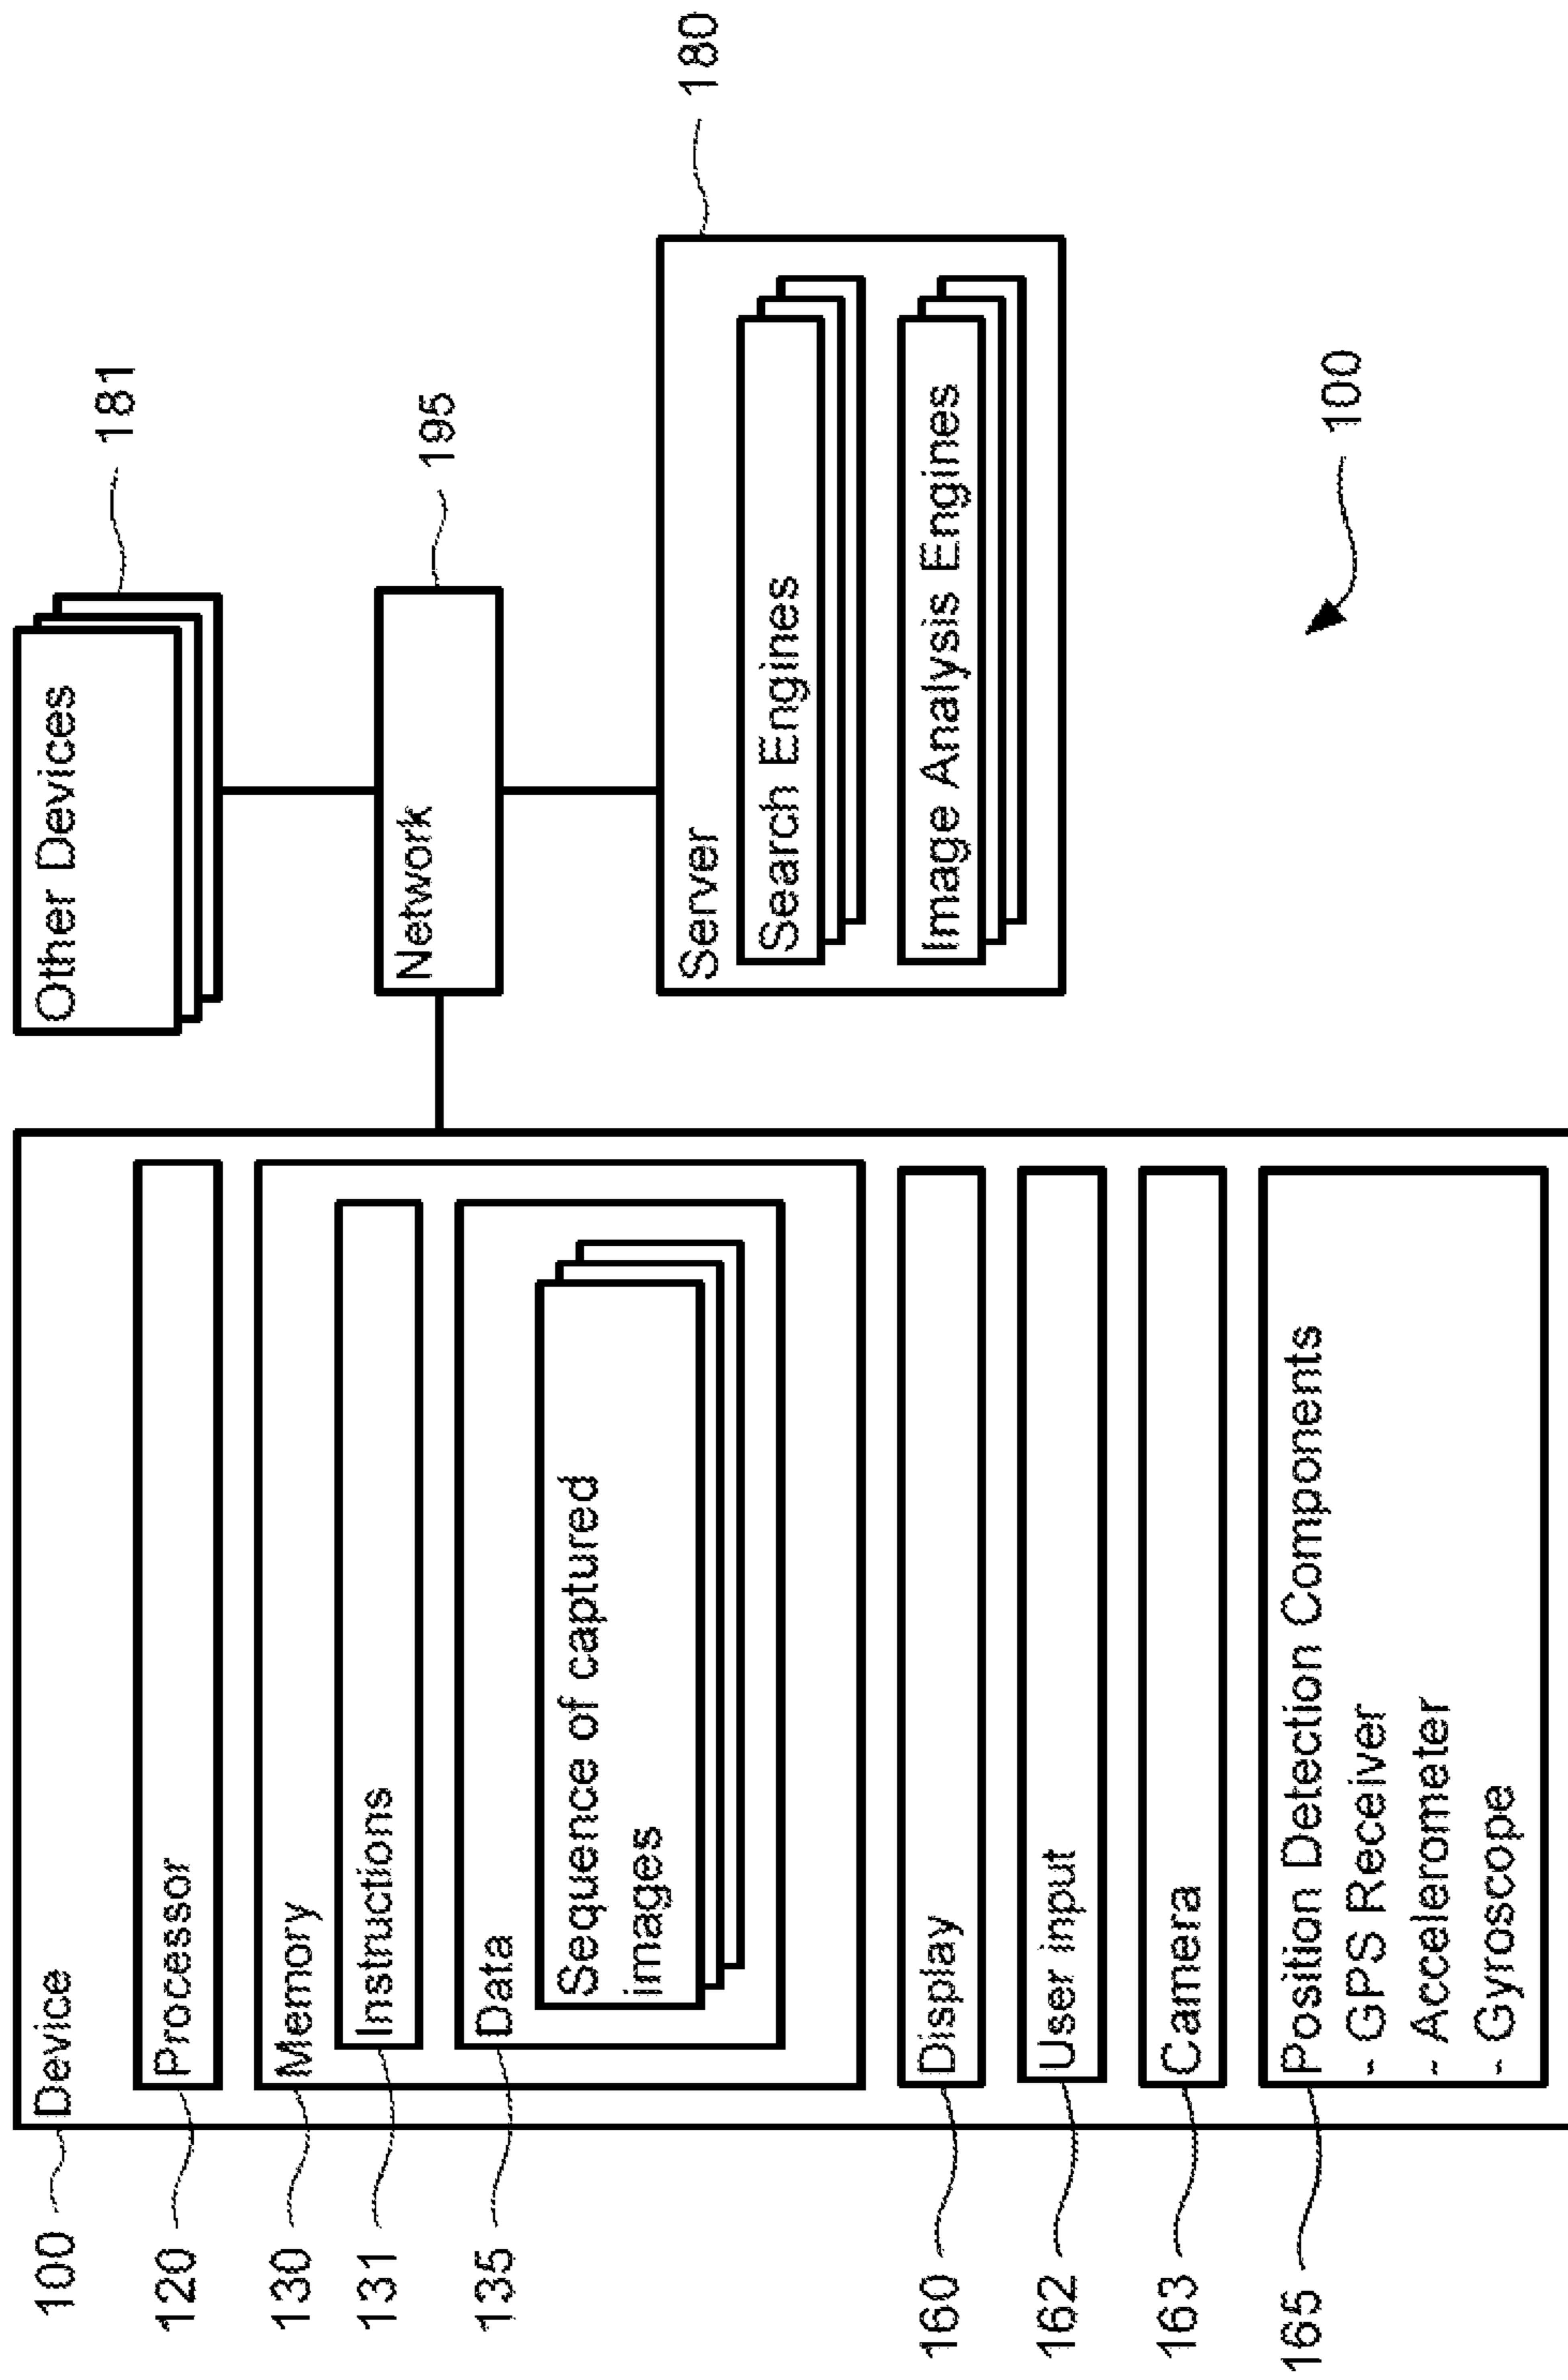 100
Device
120
Processor
130
Memory
131
Instructions
135
Data
Sequence of captured
images
160
Display
162
User input
163
Camera
165
Position Detection Components
- GPS Receiver
- Accelerometer
- Gyroscope
Other Devices
181
Network
195
Server
180
Search Engines
Image Analysis Engines
100